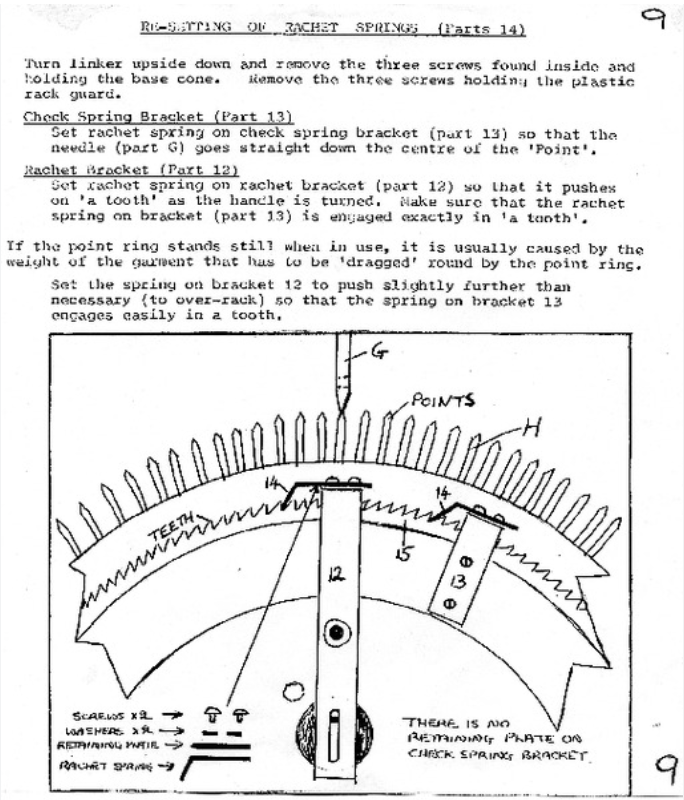 9
RE-SETTING OF RACHET SPRINGS (Parts 14)
Turn linker upside down and remove the three screws found inside and
holding the base cone. Remove the three screws holding the plastic
rack guard.
Check Spring Bracket (Part 13)
Set rachet spring on check spring bracket (part 13) so that the
needle (part G) goes straight down the centre of the 'Point'.
Rachet Bracket (Part 12)
Set rachet spring on rachet bracket (part 12) so that it pushes
on 'a tooth' as the handle is turned. Make sure that the rachet
spring on bracket (part 13) is engaged exactly in 'a tooth'.
If the point ring stands still when in use, it is usually caused by the
weight of the garment that has to be 'dragged' round by the point ring.
Set the spring on bracket 12 to push slightly further than
necessary (to over-rack) so that the spring on bracket 13
engages easily in a tooth.
G
POINTS
H
14
14
TEETH
15
12
13
SCREWS X2
WASHERS X2
RETAINING PLATE
RACHET SPRING
THERE IS NO
RETAINING PLATE ON
CHECK SPRING BRACKET.
9